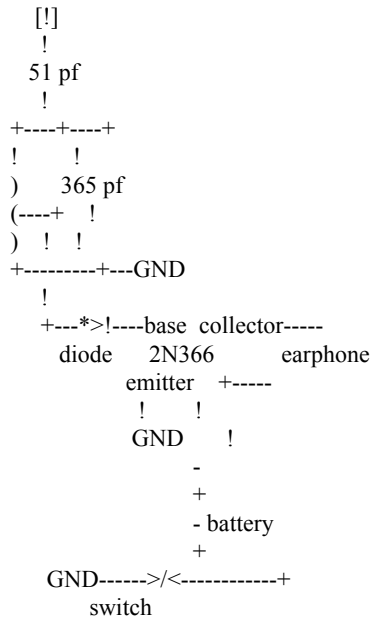 [!]
!
51 pf
!
+----+----+
! !
) 365 pf
(----+ !
) ! !
+---------+---GND
!
+---*>!----base collector-----
diode 2N366 earphone
emitter +-----
! !
GND !
-
+
- battery
+
GND------>/<-------------+
switch